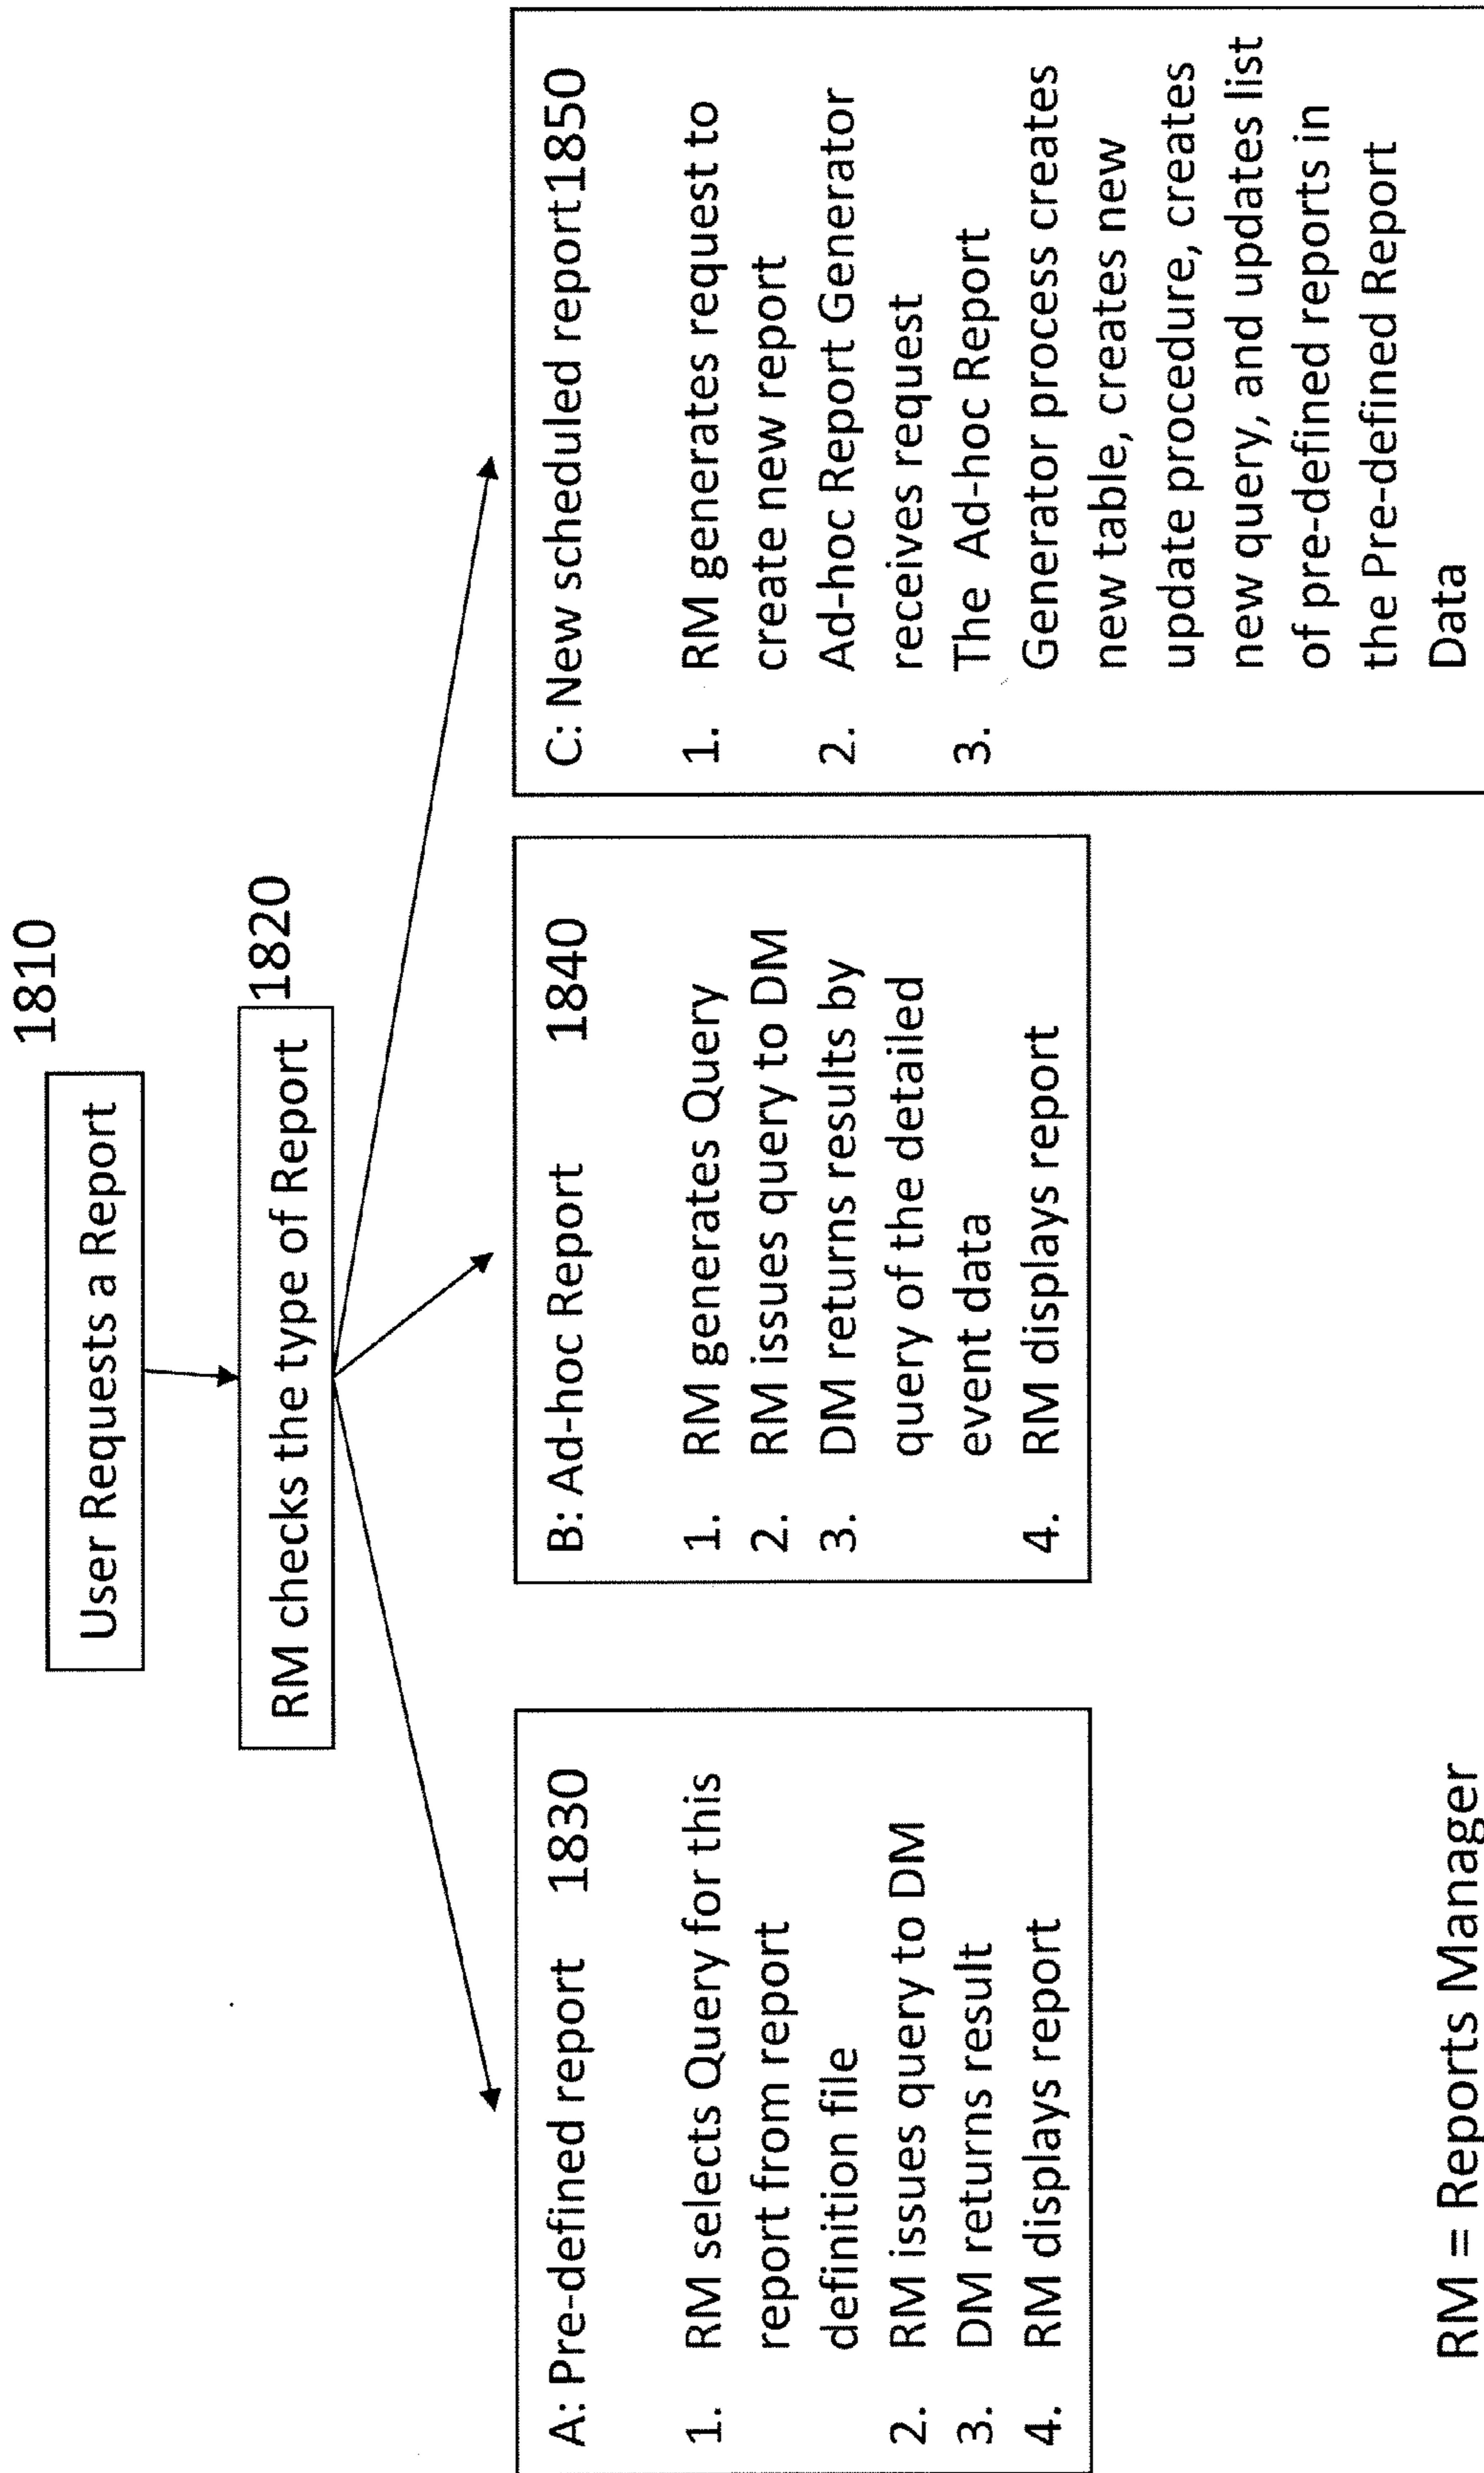 1810
User Requests a Report
1820
RM checks the type of Report
A: Pre-defined report 1830
1. RM selects Query for this
report from report
definition file
2. RM issues query to DM
3. DM returns result
4. RM displays report
B: Ad-hoc Report 1840
1. RM generates Query
2. RM issues query to DM
3. DM returns results by
query of the detailed
event data
4. RM displays report
C: New scheduled report1850
1. RM generates request to
create new report
2. Ad-hoc Report Generator
receives request
3. The Ad-hoc Report
Generator process creates
new table, creates new
update procedure, creates
new query, and updates list
of pre-defined reports in
the Pre-defined Report
Data
RM = Reports Manager